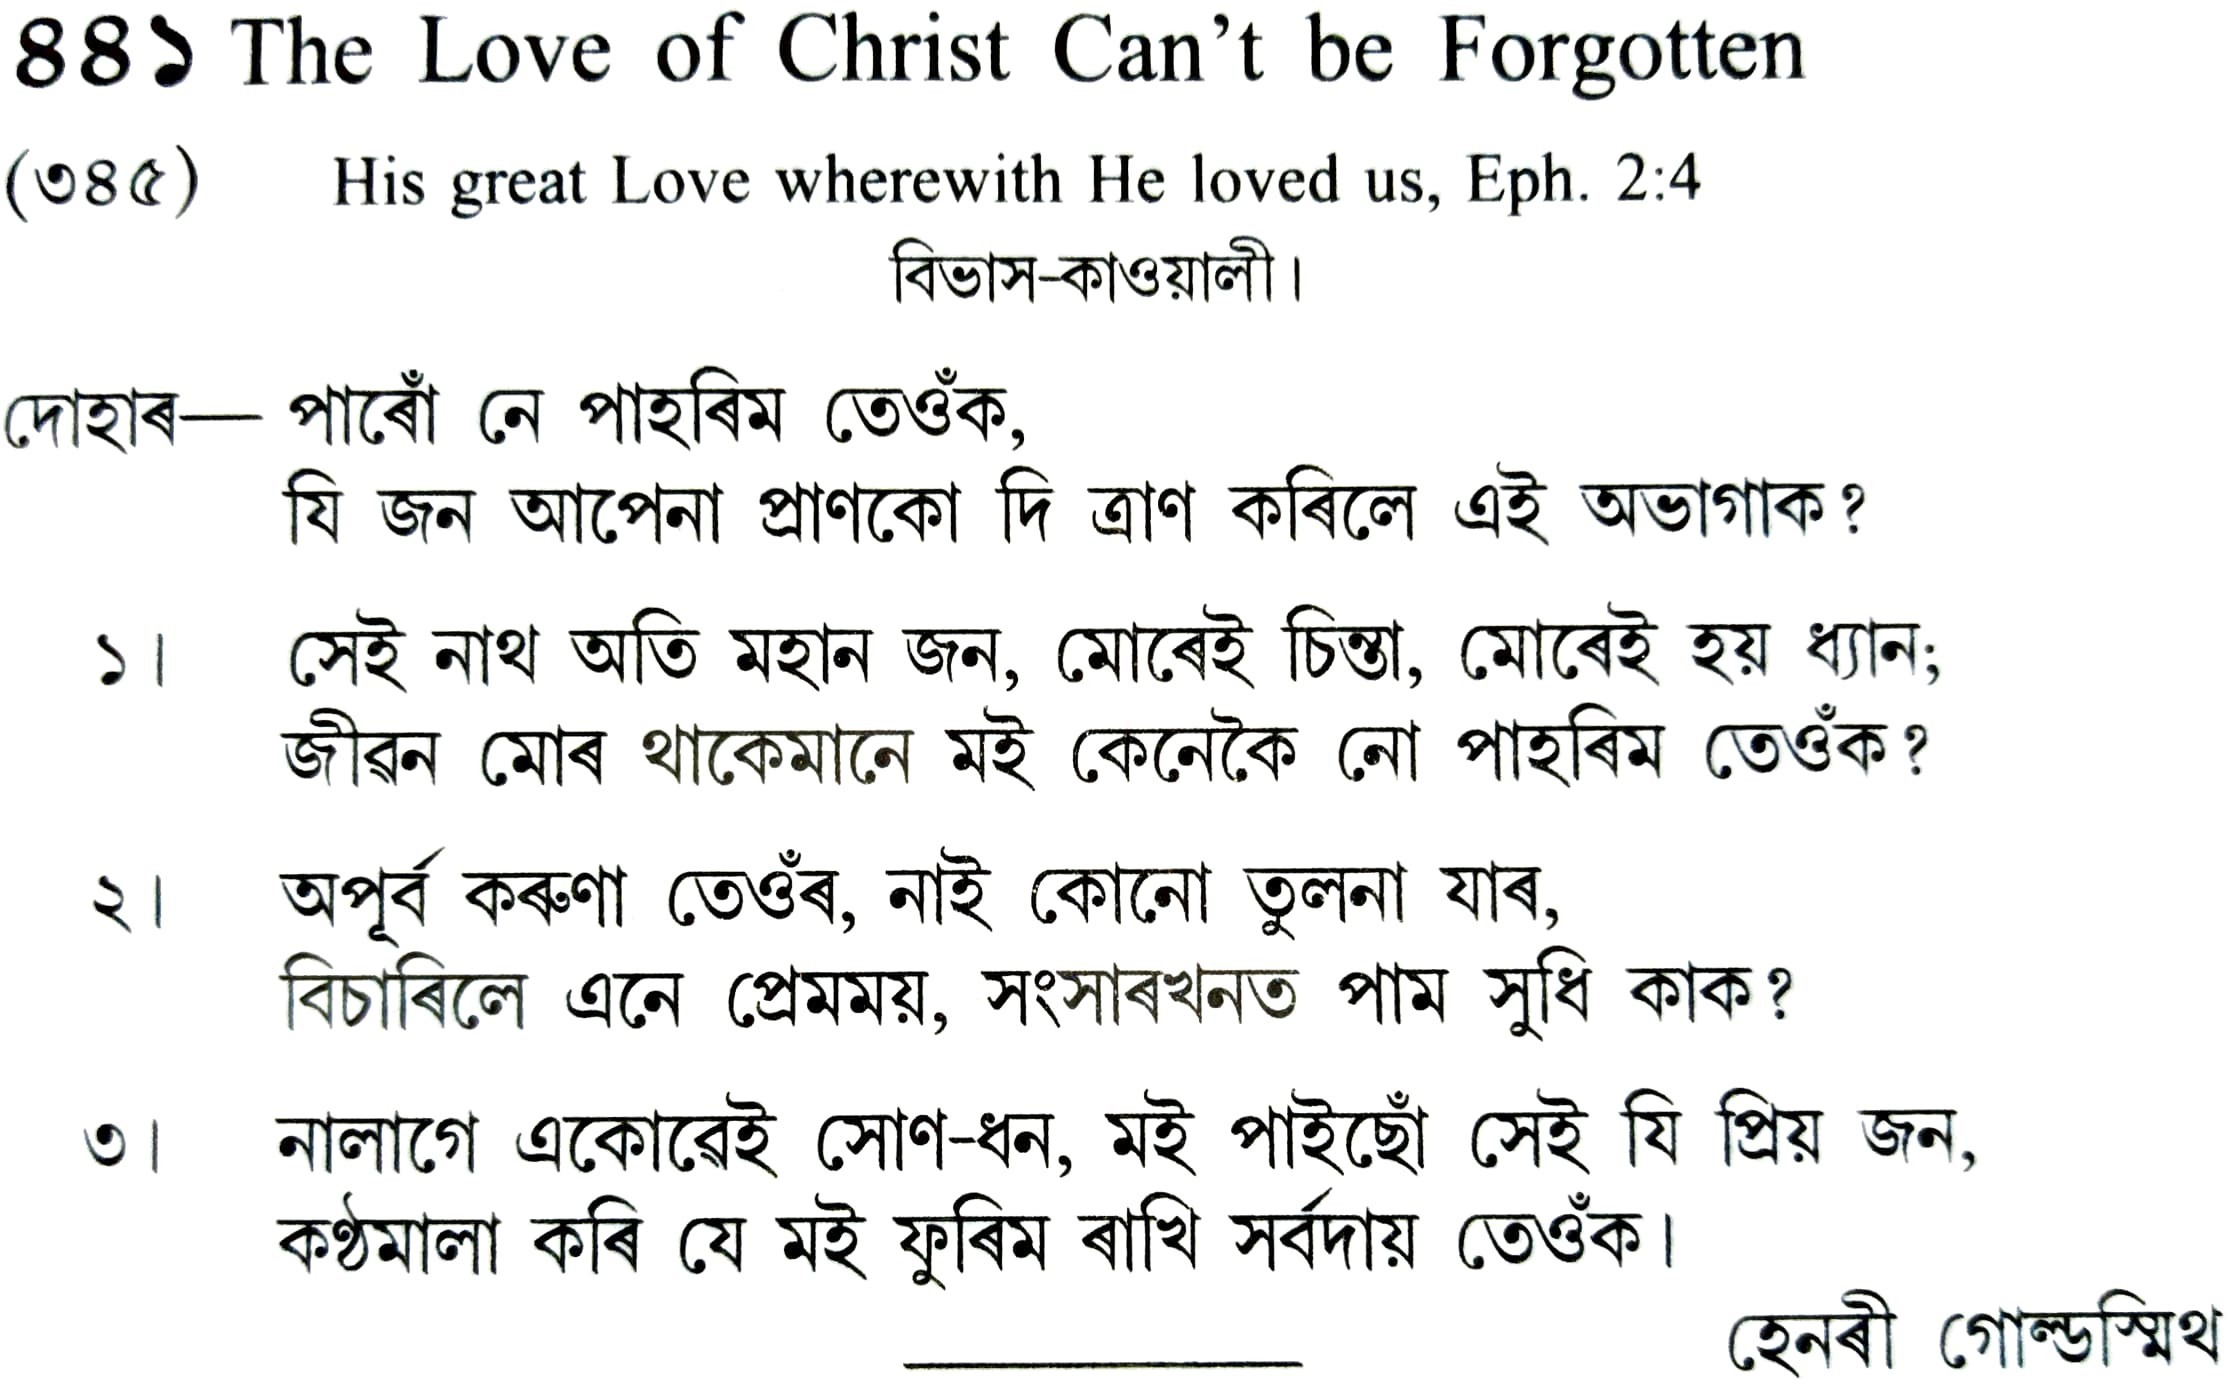 ৪৪১ The Love of Christ Can't be Forgotten
(৩৪৫) His great Love wherewith He loved us, Eph. 2:4
বিভাস-কাওয়ালী।
দোহাৰ— পাৰোঁ নে পাহৰিম তেওঁক,
যি জন আপেনা প্ৰাণকো দি ত্ৰাণ কৰিলে এই অভাগাক?
১। সেই নাথ অতি মহান জন, মোৰেই চিন্তা, মোৰেই হয় ধ্যান;
জীৱন মোৰ থাকেমানে মই কেনেকৈ নো পাহৰিম তেওঁক?
২। অপূৰ্ব কৰুণা তেওঁৰ, নাই কোনো তুলনা যাৰ,
বিচাৰিলে এনে প্ৰেমময়, সংসাৰখনত পাম সুধি কাক?
৩। নালাগে একোৱেই সোণ-ধন, মই পাইছোঁ সেই যি প্ৰিয় জন,
কণ্ঠমালা কৰি যে মই ফুৰিম ৰাখি সৰ্বদায় তেওঁক।
হেনৰী গোল্ডস্মিথ